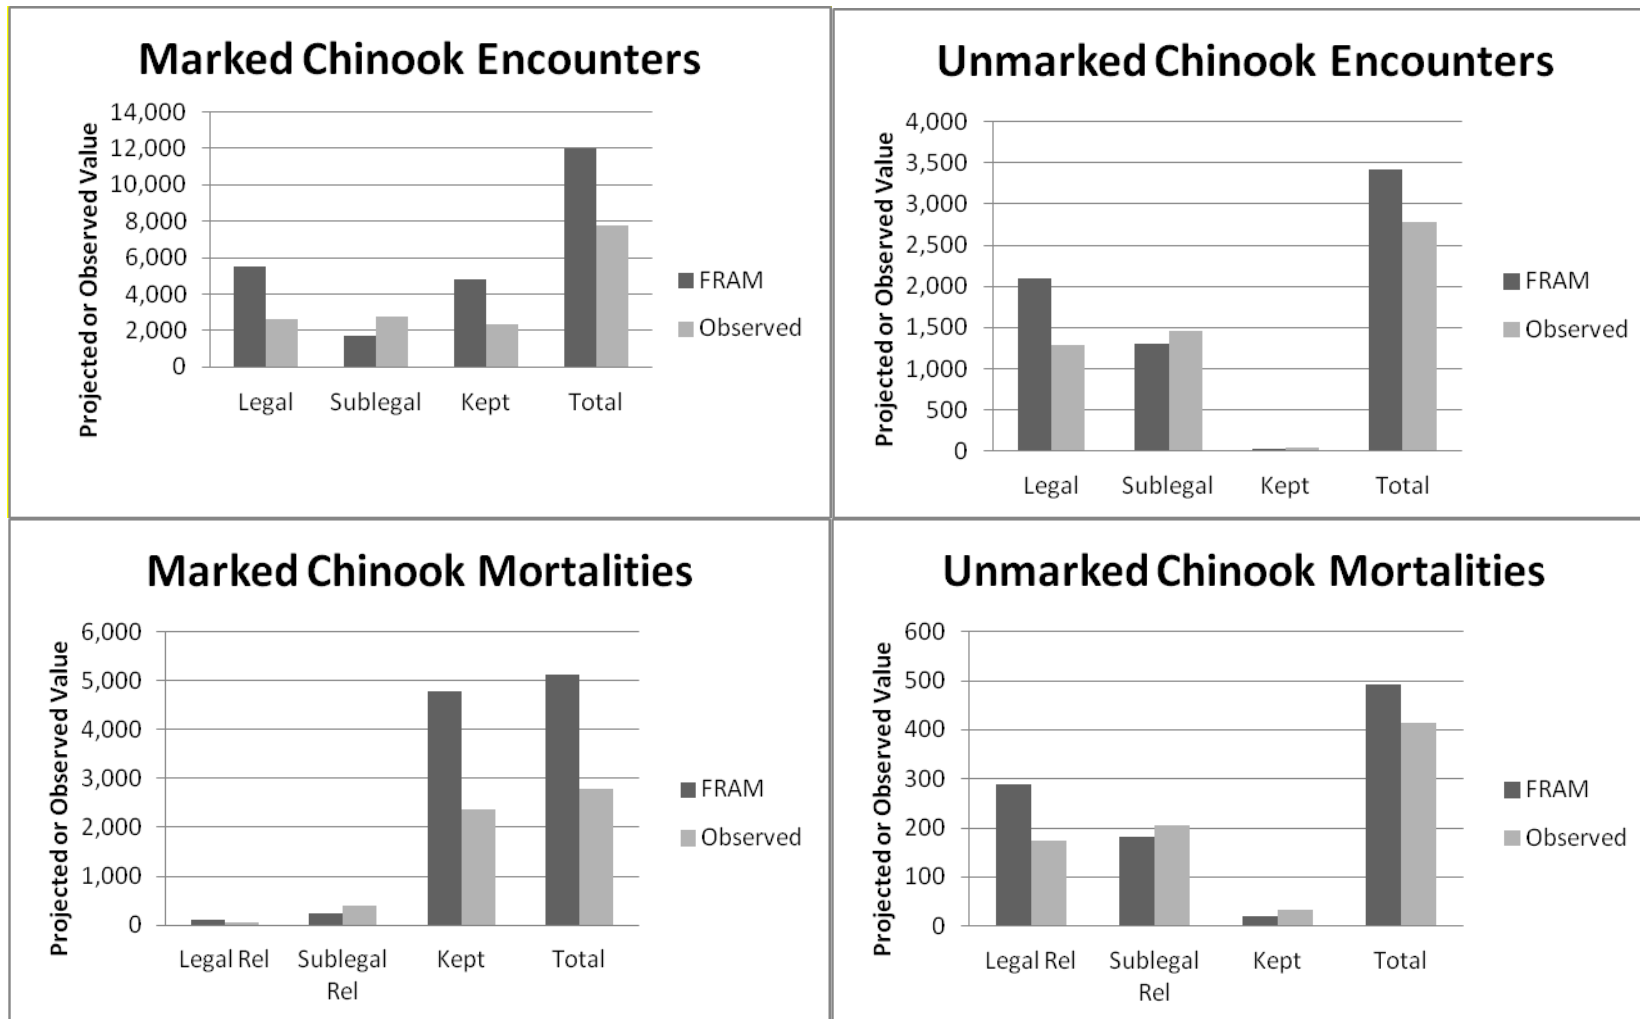 Marked Chinook Encounters
Projected or Observed Value
14,000
12,000
10,000
8,000
6,000
4,000
2,000
0
Legal Sublegal Kept Total
FRAM
Observed
Unmarked Chinook Encounters
Projected or Observed Value
4,000
3,500
3,000
2,500
2,000
1,500
1,000
500
0
Legal Sublegal Kept Total
FRAM
Observed
Marked Chinook Mortalities
Projected or Observed Value
6,000
5,000
4,000
3,000
2,000
1,000
0
Legal Rel Sublegal Kept Total
Rel
FRAM
Observed
Unmarked Chinook Mortalities
Projected or Observed Value
600
500
400
300
200
100
0
Legal Rel Sublegal Kept Total
Rel
FRAM
Observed